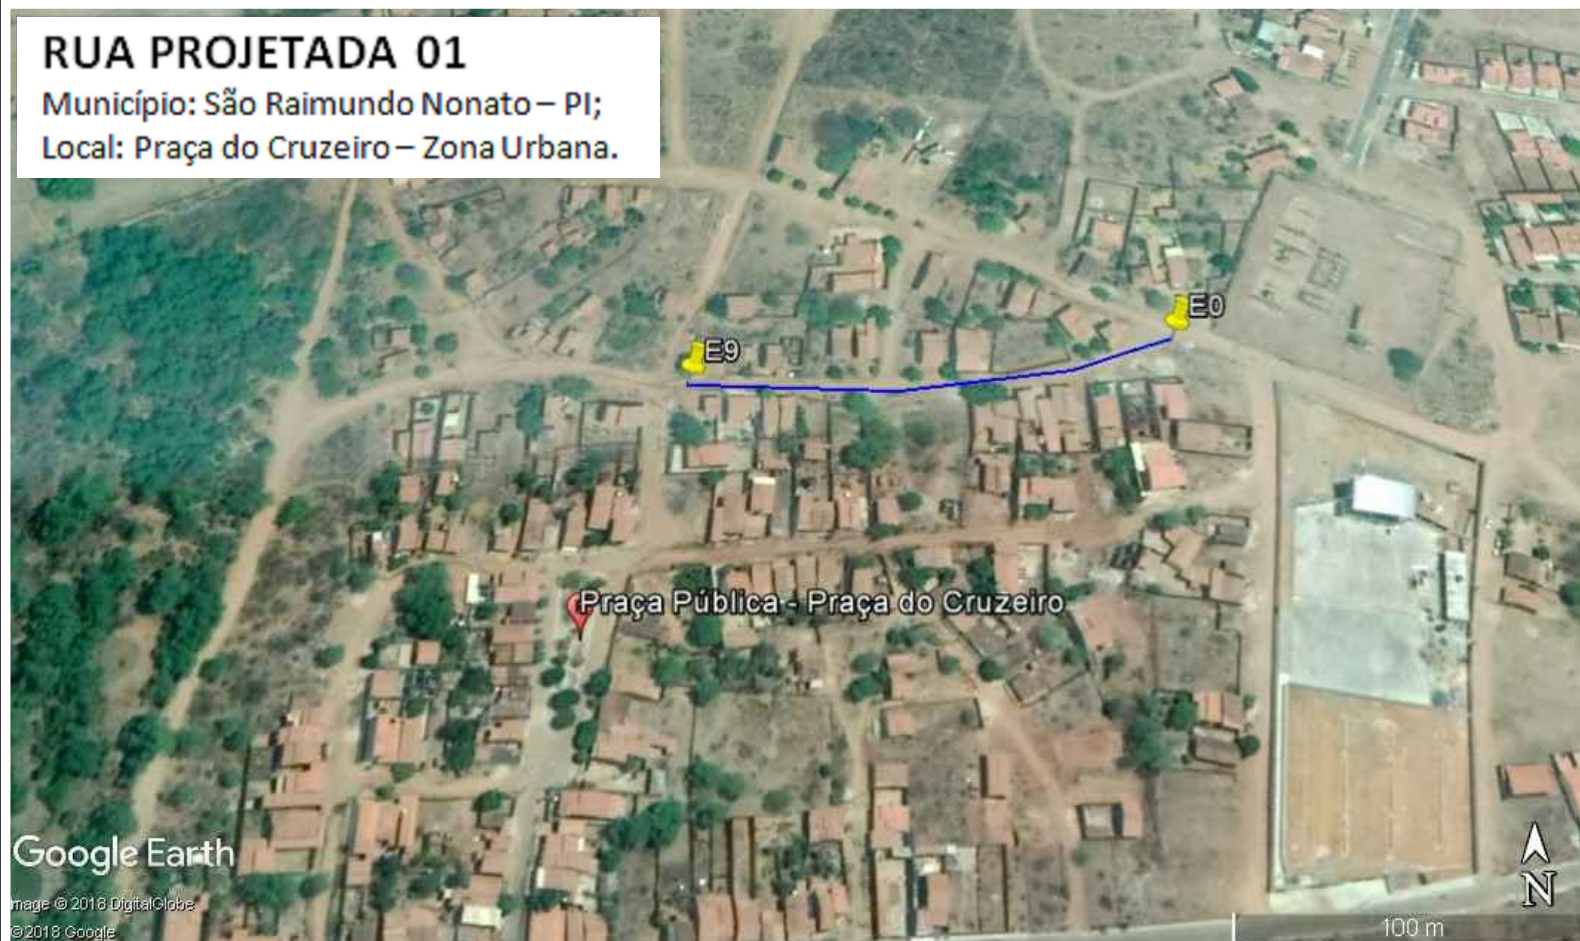 RUA PROJETADA 01
Município: São Raimundo Nonato – PI;
Local: Praça do Cruzeiro – Zona Urbana.
E0
E9
Praça Pública - Praça do Cruzeiro
Google Earth
mage © 2018 DigitalGlobe
© 2018 Google
100 m
N